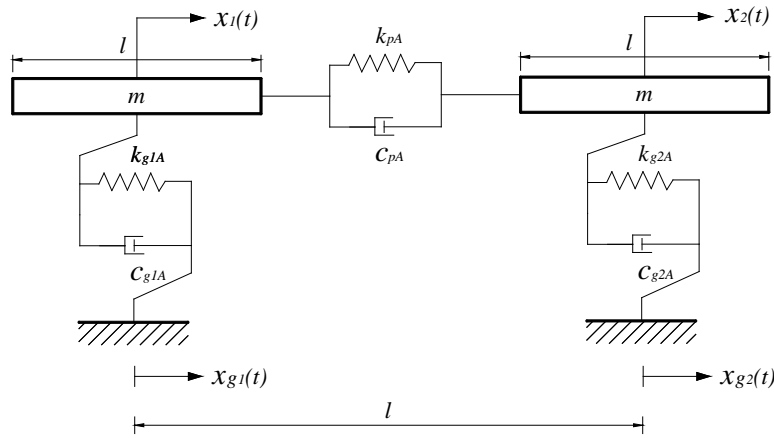 x1(t)
x2(t)
l
kpA
l
m
m
cpA
kg1A
kg2A
cg1A
cg2A
xg1(t)
xg2(t)
l